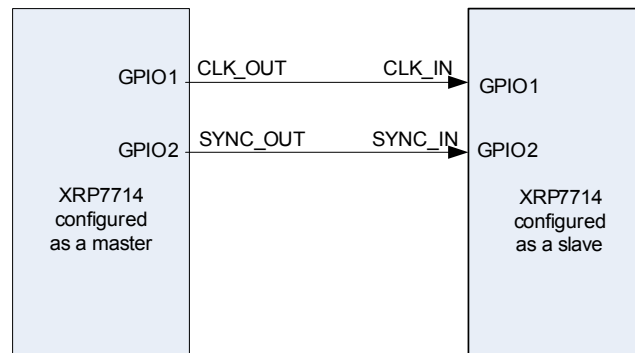 GPIO1 CLK_OUT CLK_IN GPIO1
GPIO2 SYNC_OUT SYNC_IN GPIO2
XRP7714
configured
as a master
XRP7714
configured
as a slave